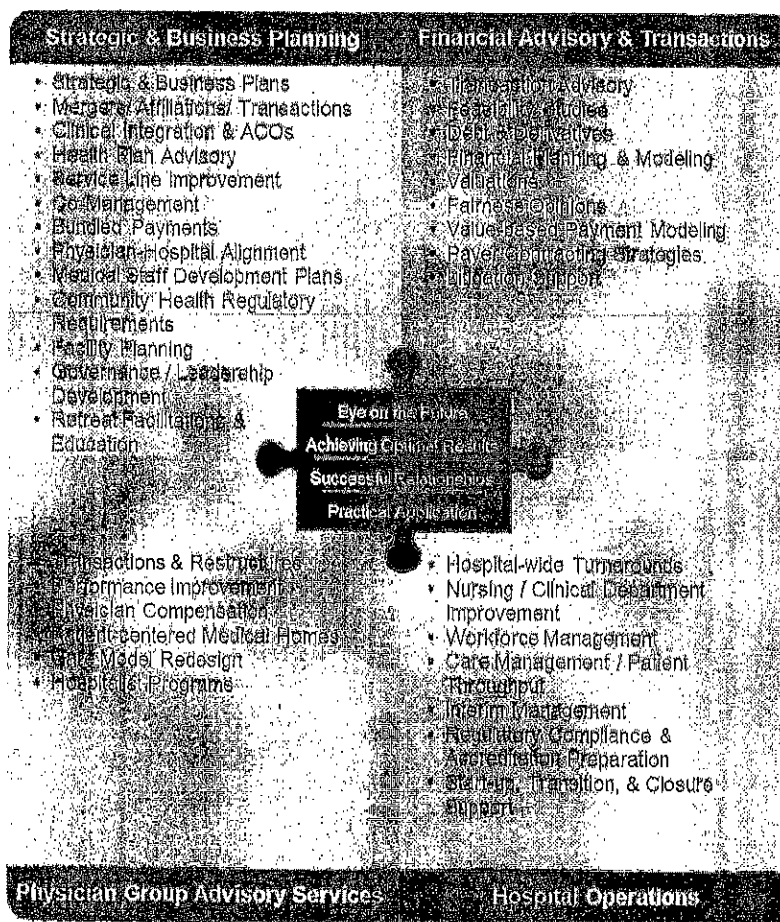 Strategic & Business Planning
• Strategic & Business Plans
• Mergers/ Affiliations/ Transactions
• Clinical Integration & ACOs
• Health Plan Advisory
• Service Line Improvement
• Co-Management
• Bundled Payments
• Physician-Hospital Alignment
• Medical Staff Development Plans
• Community Health Regulatory
Requirements
• Facility Planning
• Governance / Leadership
Development
• Retreat Facilitations &
Education
Financial Advisory & Transactions
• Transaction Advisory
• Feasibility Studies
• Debt & Derivatives
• Financial Planning & Modeling
• Valuations
• Fairness Opinions
• Value-based Payment Modeling
• Payer Contracting Strategies
• Litigation Support
Eye on the Future
Achieving Optimal Results
Successful Relationships
Practical Application
• Transactions & Restructures
• Performance Improvement
• Physician Compensation
• Patient-centered Medical Homes
• Care Model Redesign
• Hospitalist Programs
Physician Group Advisory Services
• Hospital-wide Turnarounds
• Nursing / Clinical Department
Improvement
• Workforce Management
• Care Management / Patient
Throughput
• Interim Management
• Regulatory Compliance &
Accreditation Preparation
• Start-up, Transition, & Closure
Support
Hospital Operations